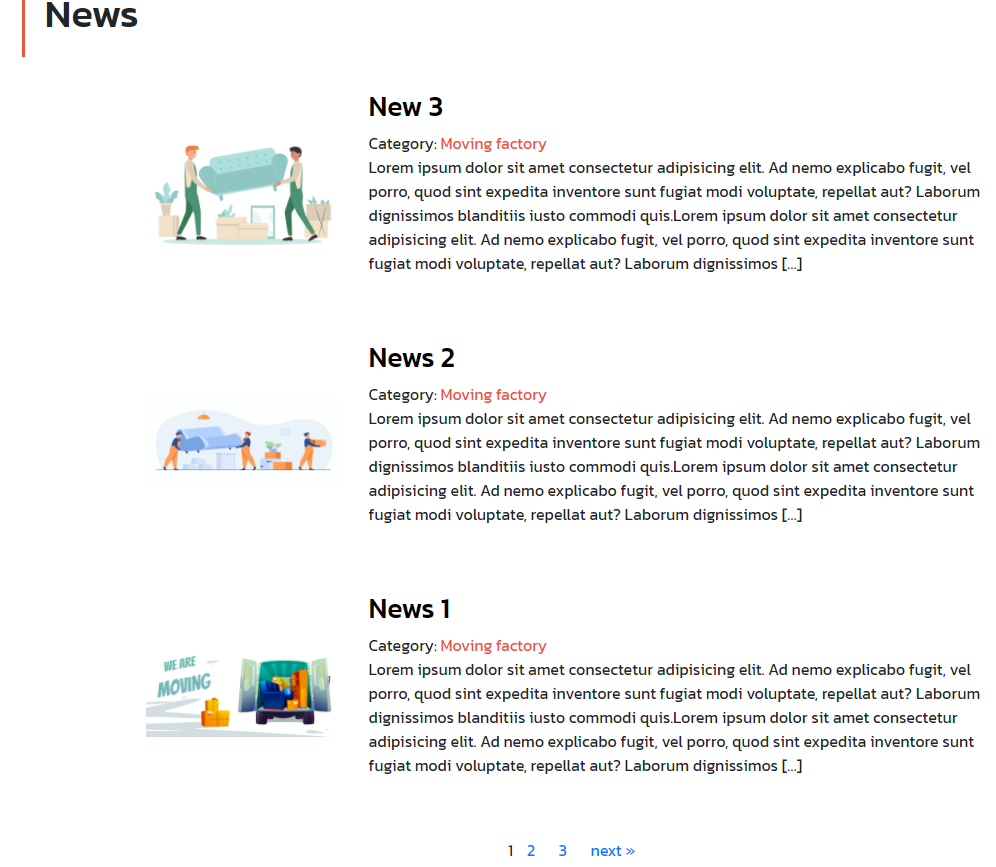 News
New 3
Category: Moving factory
Lorem ipsum dolor sit amet consectetur adipisicing elit. Ad nemo explicabo fugit, vel
porro, quod sint expedita inventore sunt fugiat modi voluptate, repellat aut? Laborum
dignissimos blanditiis iusto commodi quis.Lorem ipsum dolor sit amet consectetur
adipisicing elit. Ad nemo explicabo fugit, vel porro, quod sint expedita inventore sunt
fugiat modi voluptate, repellat aut? Laborum dignissimos [...]
News 2
Category: Moving factory
Lorem ipsum dolor sit amet consectetur adipisicing elit. Ad nemo explicabo fugit, vel
porro, quod sint expedita inventore sunt fugiat modi voluptate, repellat aut? Laborum
dignissimos blanditiis iusto commodi quis.Lorem ipsum dolor sit amet consectetur
adipisicing elit. Ad nemo explicabo fugit, vel porro, quod sint expedita inventore sunt
fugiat modi voluptate, repellat aut? Laborum dignissimos [...]
WE ARE
MOVING
News 1
Category: Moving factory
Lorem ipsum dolor sit amet consectetur adipisicing elit. Ad nemo explicabo fugit, vel
porro, quod sint expedita inventore sunt fugiat modi voluptate, repellat aut? Laborum
dignissimos blanditiis iusto commodi quis.Lorem ipsum dolor sit amet consectetur
adipisicing elit. Ad nemo explicabo fugit, vel porro, quod sint expedita inventore sunt
fugiat modi voluptate, repellat aut? Laborum dignissimos [...]
1 2 3 next »